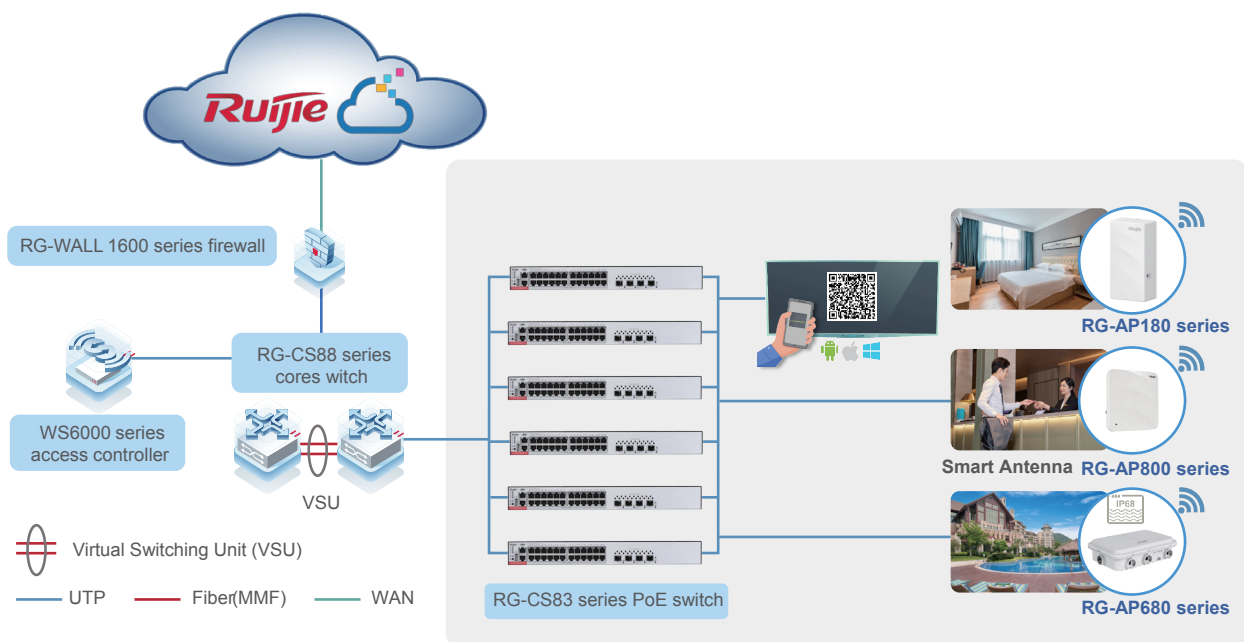 Ruijie
RG-WALL 1600 series firewall
RG-CS88 series
cores witch
WS6000 series
access controller
VSU
Virtual Switching Unit (VSU)
UTP
Fiber(MMF)
WAN
RG-CS83 series PoE switch
RG-AP180 series
Smart Antenna
RG-AP800 series
IP68
RG-AP680 series